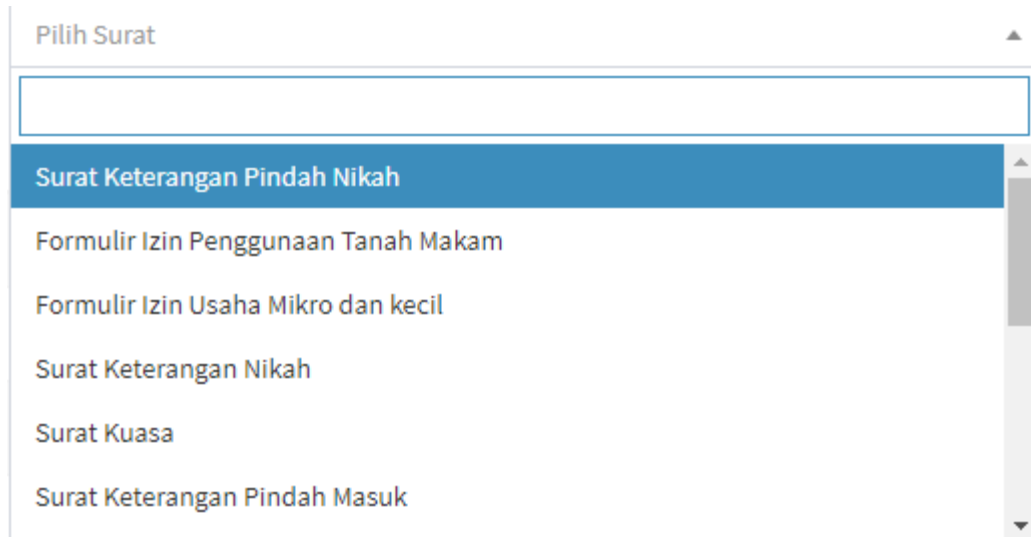 Pilih Surat
Surat Keterangan Pindah Nikah
Formulir Izin Penggunaan Tanah Makam
Formulir Izin Usaha Mikro dan kecil
Surat Keterangan Nikah
Surat Kuasa
Surat Keterangan Pindah Masuk